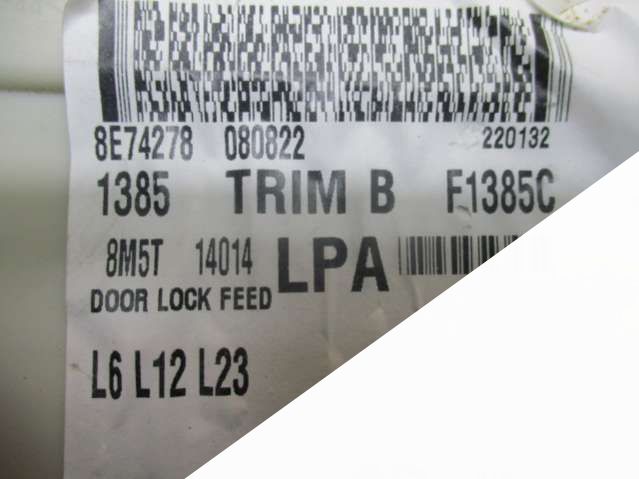 8E74278 080822 220132
1385 TRIM B F1385C
8M5T 14014 LPA
DOOR LOCK FEED
L6 L12 L23